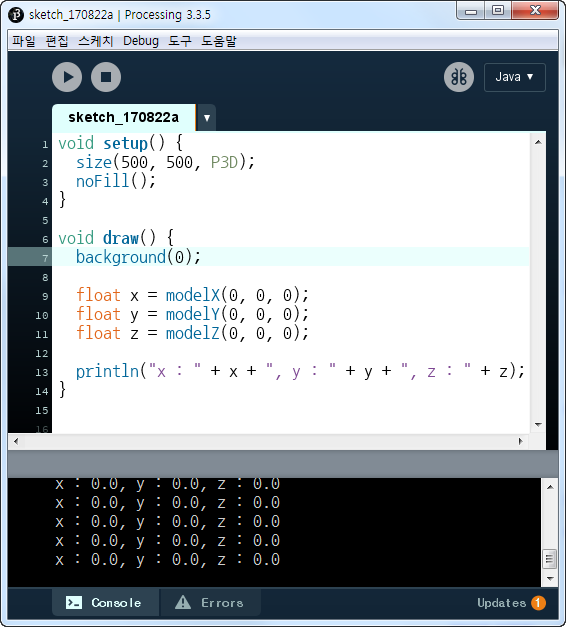 sketch_170822a | Processing 3.3.5
파일 편집 스케치 Debug 도구 도움말
Java ▼
sketch_170822a ▼
1 void setup() {
2 size(500, 500, P3D);
3 noFill();
4 }
5
6 void draw() {
7 background(0);
8
9 float x = modelX(0, 0, 0);
10 float y = modelY(0, 0, 0);
11 float z = modelZ(0, 0, 0);
12
13 println("x : " + x + ", y : " + y + ", z : " + z);
14 }
15
16
x : 0.0, y : 0.0, z : 0.0
x : 0.0, y : 0.0, z : 0.0
x : 0.0, y : 0.0, z : 0.0
x : 0.0, y : 0.0, z : 0.0
x : 0.0, y : 0.0, z : 0.0
Console Errors Updates 1